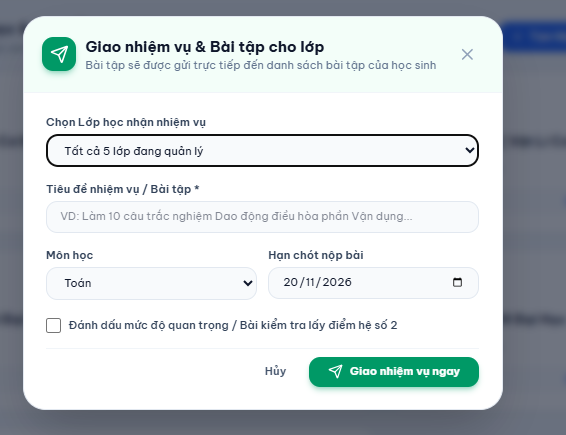 Giao nhiệm vụ & Bài tập cho lớp
Bài tập sẽ được gửi trực tiếp đến danh sách bài tập của học sinh
Chọn Lớp học nhận nhiệm vụ
Tất cả 5 lớp đang quản lý
Tiêu đề nhiệm vụ / Bài tập *
VD: Làm 10 câu trắc nghiệm Dao động điều hòa phần Vận dụng...
Môn học
Hạn chót nộp bài
Toán
20/11/2026
Đánh dấu mức độ quan trọng / Bài kiểm tra lấy điểm hệ số 2
Hủy
Giao nhiệm vụ ngay